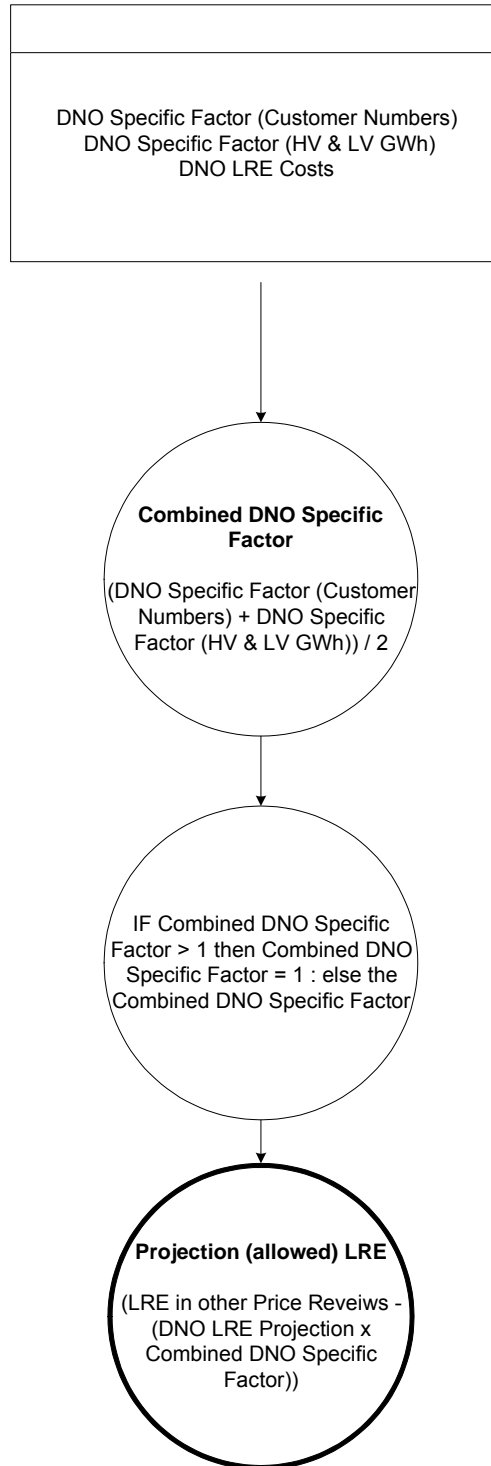 DNO Specific Factor (Customer Numbers)
DNO Specific Factor (HV & LV GWh)
DNO LRE Costs
Combined DNO Specific
Factor
(DNO Specific Factor (Customer
Numbers) + DNO Specific
Factor (HV & LV GWh)) / 2
IF Combined DNO Specific
Factor > 1 then Combined DNO
Specific Factor = 1 : else the
Combined DNO Specific Factor
Projection (allowed) LRE
(LRE in other Price Reveiws -
(DNO LRE Projection x
Combined DNO Specific
Factor))